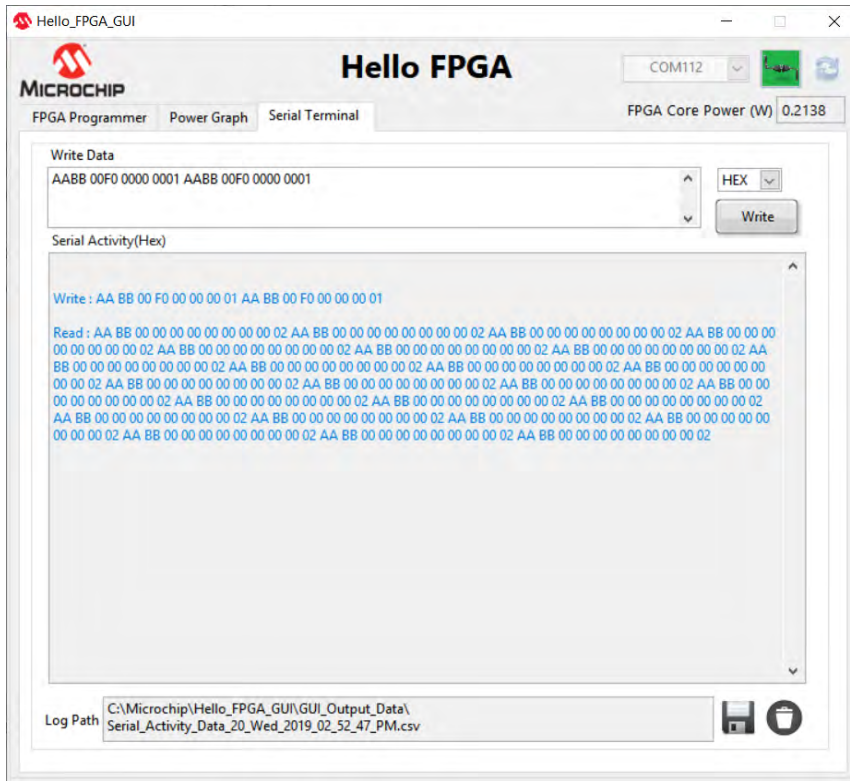 Hello_FPGA_GUI
MICROCHIP
Hello FPGA
COM112
FPGA Programmer Power Graph Serial Terminal
FPGA Core Power (W) 0.2138
Write Data
AABB 00F0 0000 0001 AABB 00F0 0000 0001
HEX
Write
Serial Activity(Hex)
Write : AA BB 00 F0 00 00 00 01 AA BB 00 F0 00 00 00 01
Read : AA BB 00 00 00 00 00 00 00 00 02 AA BB 00 00 00 00 00 00 00 00 02 AA BB 00 00 00 00 00 00 00 00 02 AA BB 00 00 00
00 00 00 00 00 02 AA BB 00 00 00 00 00 00 00 00 02 AA BB 00 00 00 00 00 00 00 00 02 AA BB 00 00 00 00 00 00 00 00 02 AA
BB 00 00 00 00 00 00 00 00 02 AA BB 00 00 00 00 00 00 00 00 02 AA BB 00 00 00 00 00 00 00 00 02 AA BB 00 00 00 00 00 00
00 00 02 AA BB 00 00 00 00 00 00 00 00 02 AA BB 00 00 00 00 00 00 00 00 02 AA BB 00 00 00 00 00 00 00 00 02 AA BB 00 00
00 00 00 00 00 00 02 AA BB 00 00 00 00 00 00 00 00 02 AA BB 00 00 00 00 00 00 00 00 02 AA BB 00 00 00 00 00 00 00 00 02
AA BB 00 00 00 00 00 00 00 00 02 AA BB 00 00 00 00 00 00 00 00 02 AA BB 00 00 00 00 00 00 00 00 02 AA BB 00 00 00 00 00
00 00 00 02 AA BB 00 00 00 00 00 00 00 00 02 AA BB 00 00 00 00 00 00 00 00 02 AA BB 00 00 00 00 00 00 00 00 02
Log Path
C:\Microchip\Hello_FPGA_GUI\GUI_Output_Data\
Serial_Activity_Data_20_Wed_2019_02_52_47_PM.csv